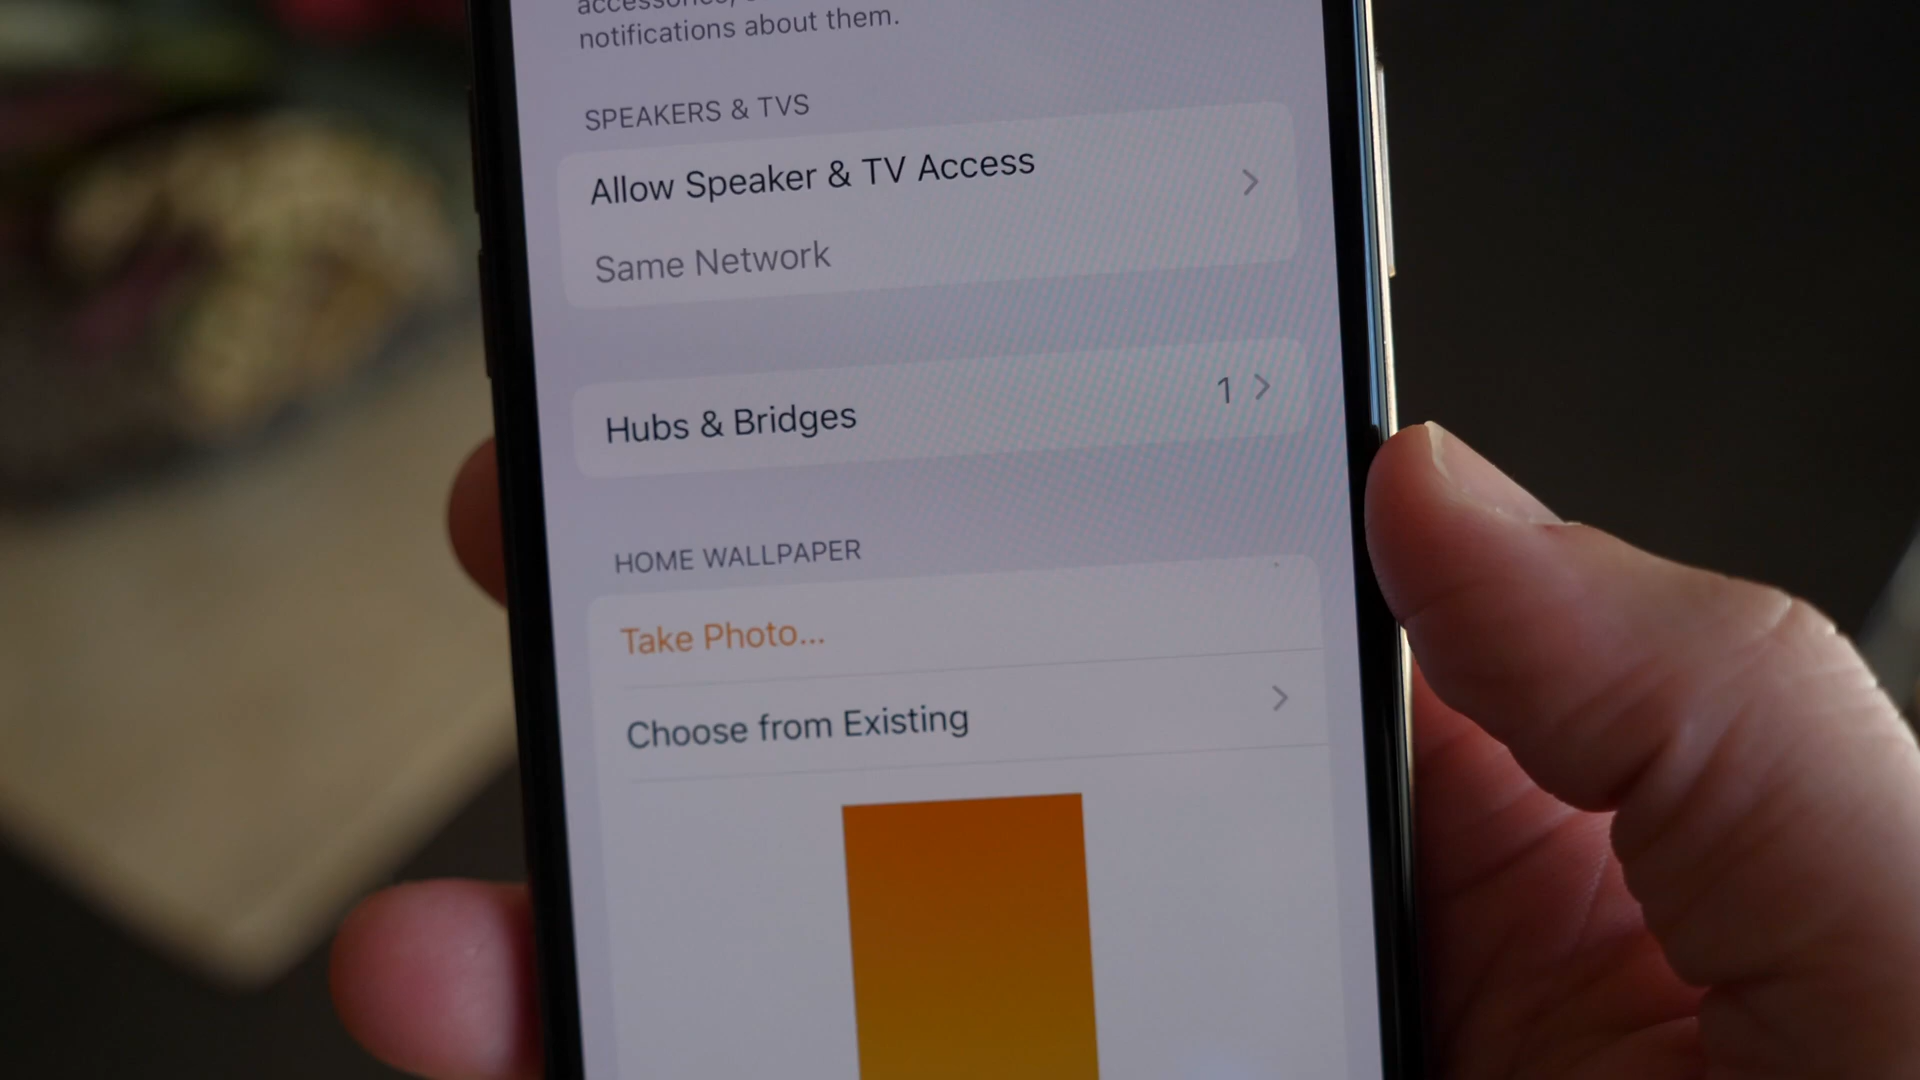 notifications about them.
SPEAKERS & TVS
Allow Speaker & TV Access
Same Network
Hubs & Bridges 1
HOME WALLPAPER
Take Photo...
Choose from Existing